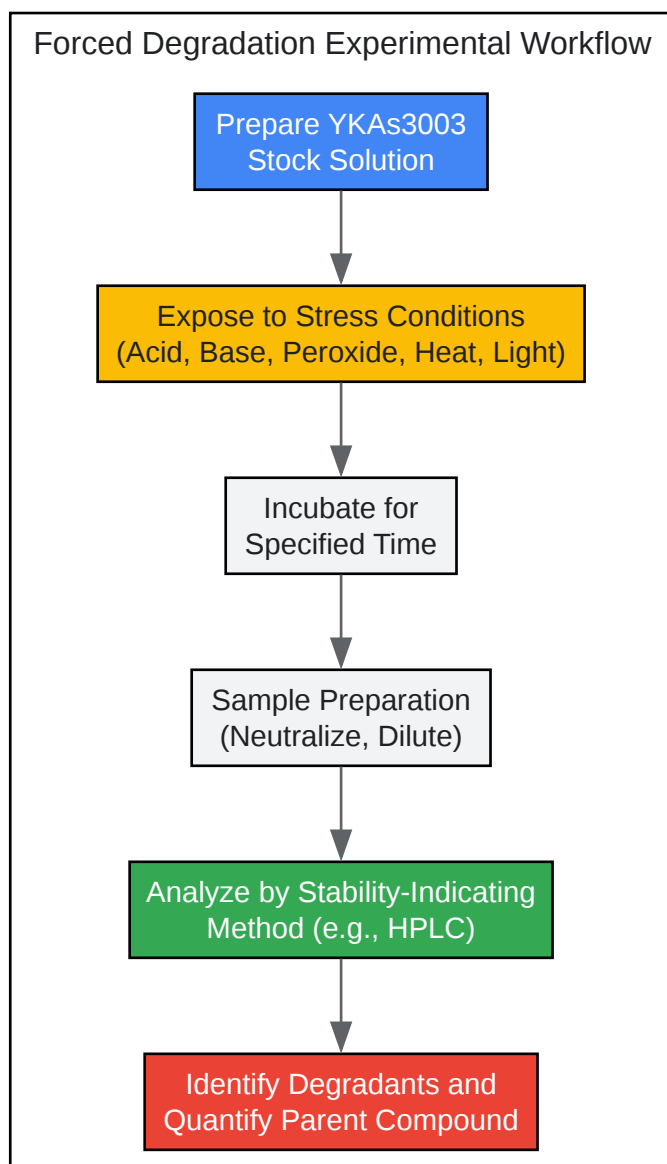 Forced Degradation Experimental Workflow
Prepare YKAs3003
Stock Solution
Expose to Stress Conditions
(Acid, Base, Peroxide, Heat, Light)
Incubate for
Specified Time
Sample Preparation
(Neutralize, Dilute)
Analyze by Stability-Indicating
Method (e.g., HPLC)
Identify Degradants and
Quantify Parent Compound